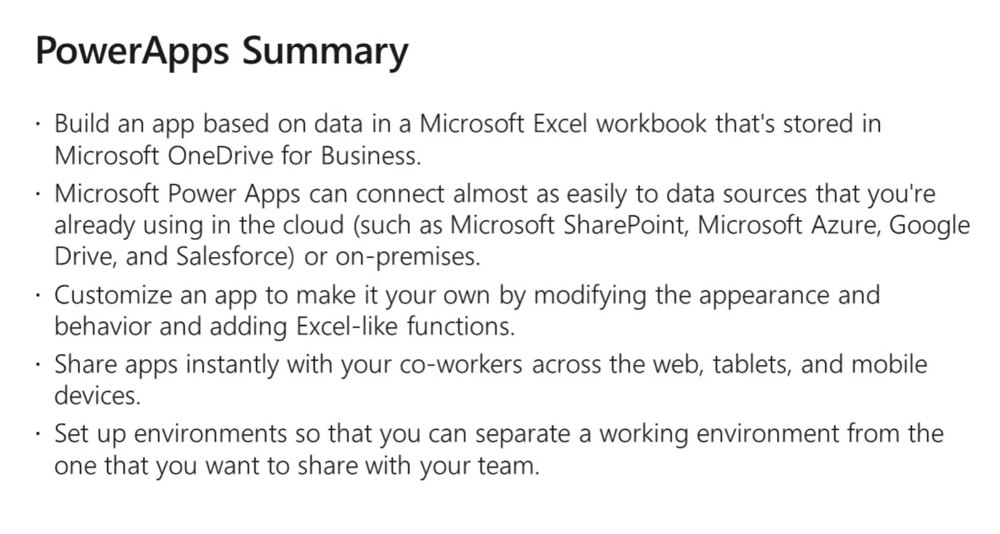 PowerApps Summary
· Build an app based on data in a Microsoft Excel workbook that's stored in
Microsoft OneDrive for Business.
· Microsoft Power Apps can connect almost as easily to data sources that you're
already using in the cloud (such as Microsoft SharePoint, Microsoft Azure, Google
Drive, and Salesforce) or on-premises.
· Customize an app to make it your own by modifying the appearance and
behavior and adding Excel-like functions.
· Share apps instantly with your co-workers across the web, tablets, and mobile
devices.
· Set up environments so that you can separate a working environment from the
one that you want to share with your team.